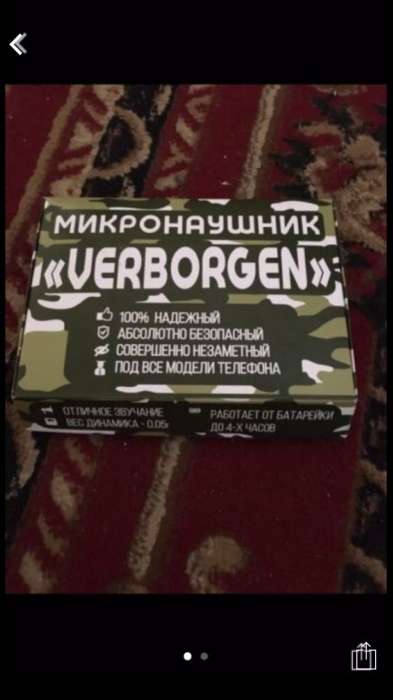 МИКРОНАУШНИК
«VERBORGEN»
100% НАДЕЖНЫЙ
АБСОЛЮТНО БЕЗОПАСНЫЙ
СОВЕРШЕННО НЕЗАМЕТНЫЙ
ПОД ВСЕ МОДЕЛИ ТЕЛЕФОНА
ОТЛИЧНОЕ ЗВУЧАНИЕ
ВЕС ДИНАМИКА - 0,05г
РАБОТАЕТ ОТ БАТАРЕЙКИ
ДО 4-Х ЧАСОВ